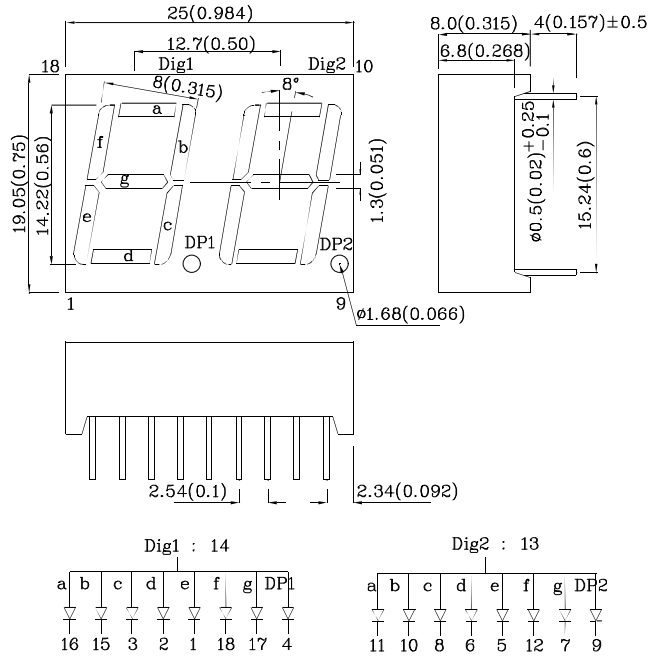 25(0.984)
12.7(0.50)
18 Dig1 Dig2 10
8(0.315)
8°
a
f
b
g
e
c
d
DP1
DP2
19.05(0.75)
14.22(0.56)
1.3(0.051)
1 9
ø1.68(0.066)
8.0(0.315) 4(0.157)±0.5
6.8(0.268)
ø0.5(0.02)+0.25 -0.1
15.24(0.6)
2.54(0.1) 2.34(0.092)
Dig1 : 14
a b c d e f g DP1
16 15 3 2 1 18 17 4
Dig2 : 13
a b c d e f g DP2
11 10 8 6 5 12 7 9